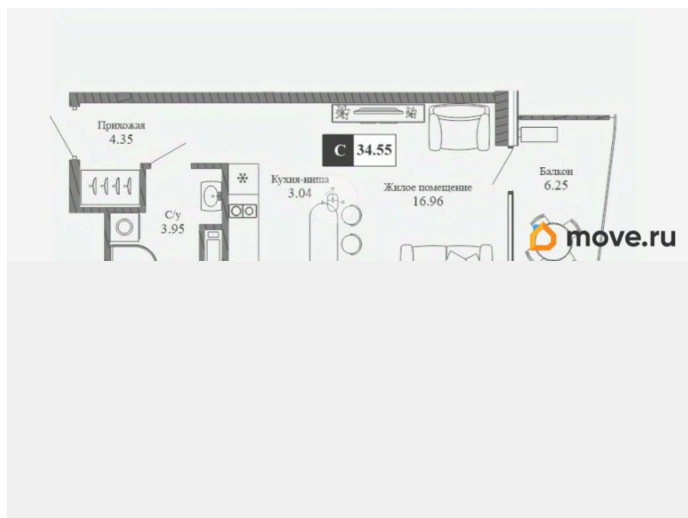 Прихожая
4.35
С 34.55
Кухня-ниша
3.04
Жилое помещение
16.96
Балкон
6.25
С/у
3.95
move.ru